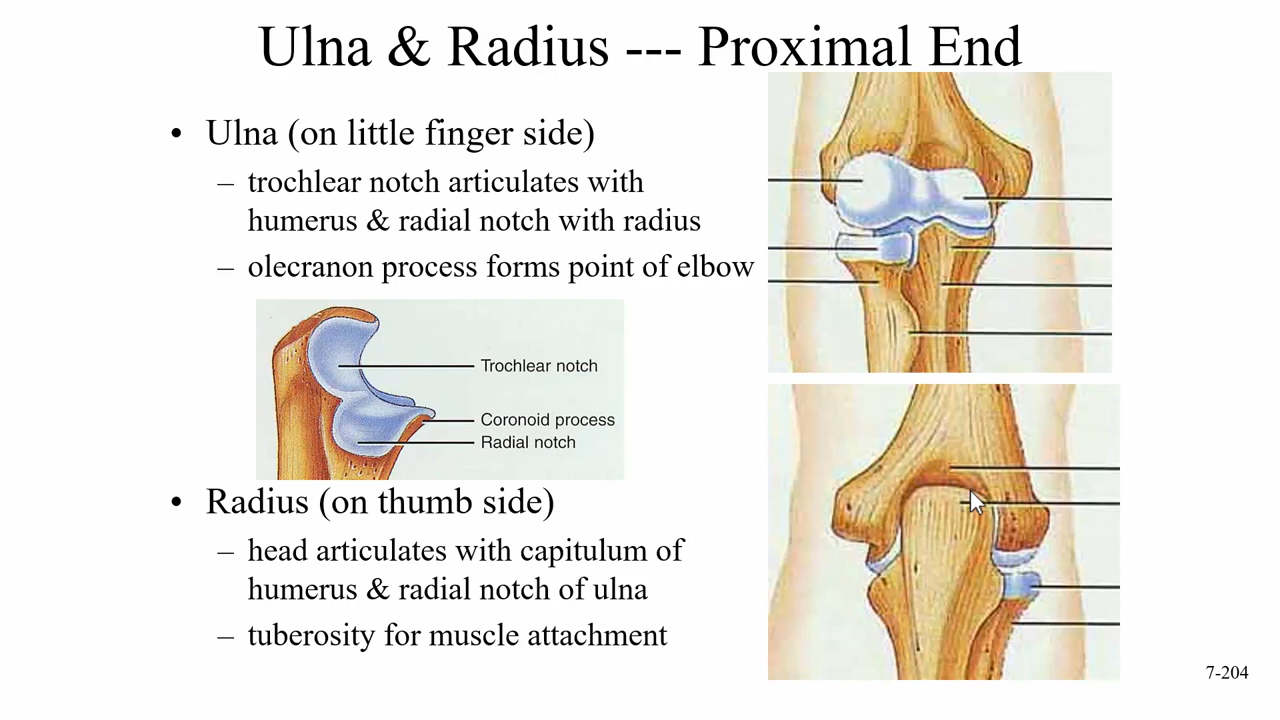 Ulna & Radius --- Proximal End
• Ulna (on little finger side)
– trochlear notch articulates with
humerus & radial notch with radius
– olecranon process forms point of elbow
Trochlear notch
Coronoid process
Radial notch
• Radius (on thumb side)
– head articulates with capitulum of
humerus & radial notch of ulna
– tuberosity for muscle attachment
7-204